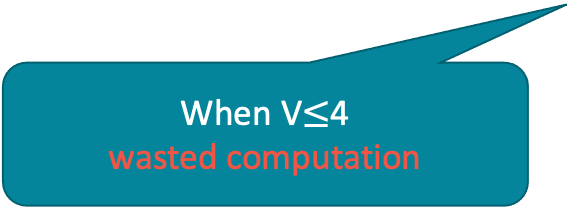 When V≤4
wasted computation